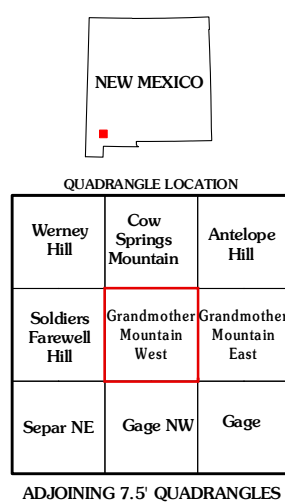 NEW MEXICO
QUADRANGLE LOCATION
Werney
Hill
Cow
Springs
Mountain
Antelope
Hill
Soldiers
Farewell
Hill
Grandmother
Mountain
West
Grandmother
Mountain
East
Separ NE
Gage NW
Gage
ADJOINING 7.5' QUADRANGLES